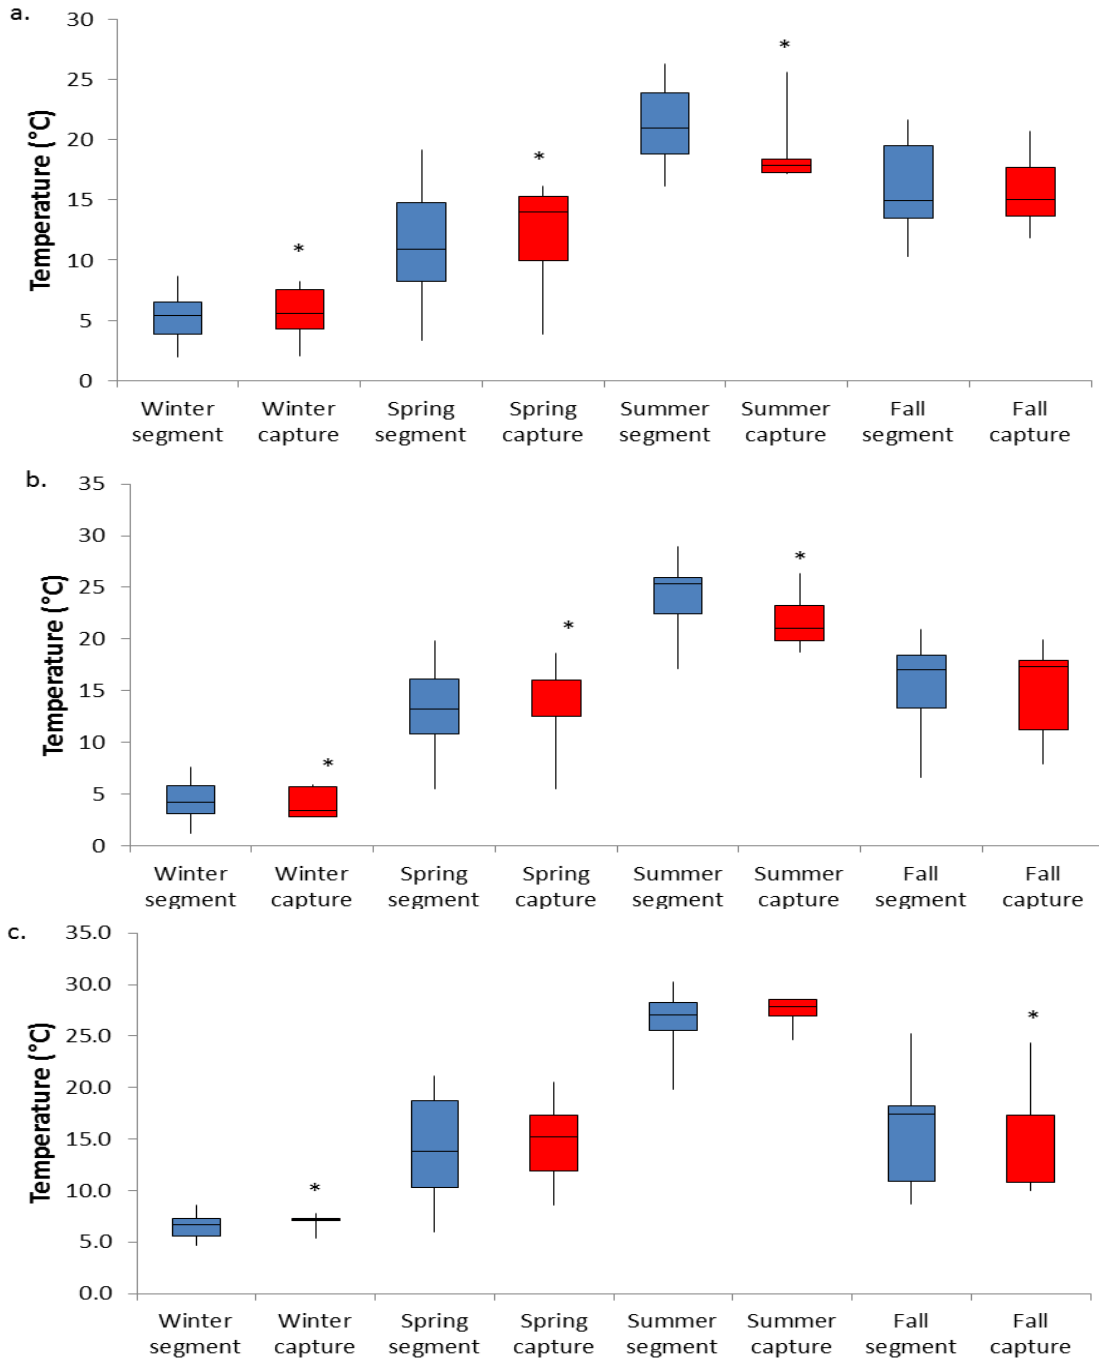 a.
30
25
20
15
10
5
0
Temperature (°C)
*
*
*
Winter segment
Winter capture
Spring segment
Spring capture
Summer segment
Summer capture
Fall segment
Fall capture
b.
35
30
25
20
15
10
5
0
Temperature (°C)
*
*
*
Winter segment
Winter capture
Spring segment
Spring capture
Summer segment
Summer capture
Fall segment
Fall capture
c.
35.0
30.0
25.0
20.0
15.0
10.0
5.0
0.0
Temperature (°C)
*
*
Winter segment
Winter capture
Spring segment
Spring capture
Summer segment
Summer capture
Fall segment
Fall capture